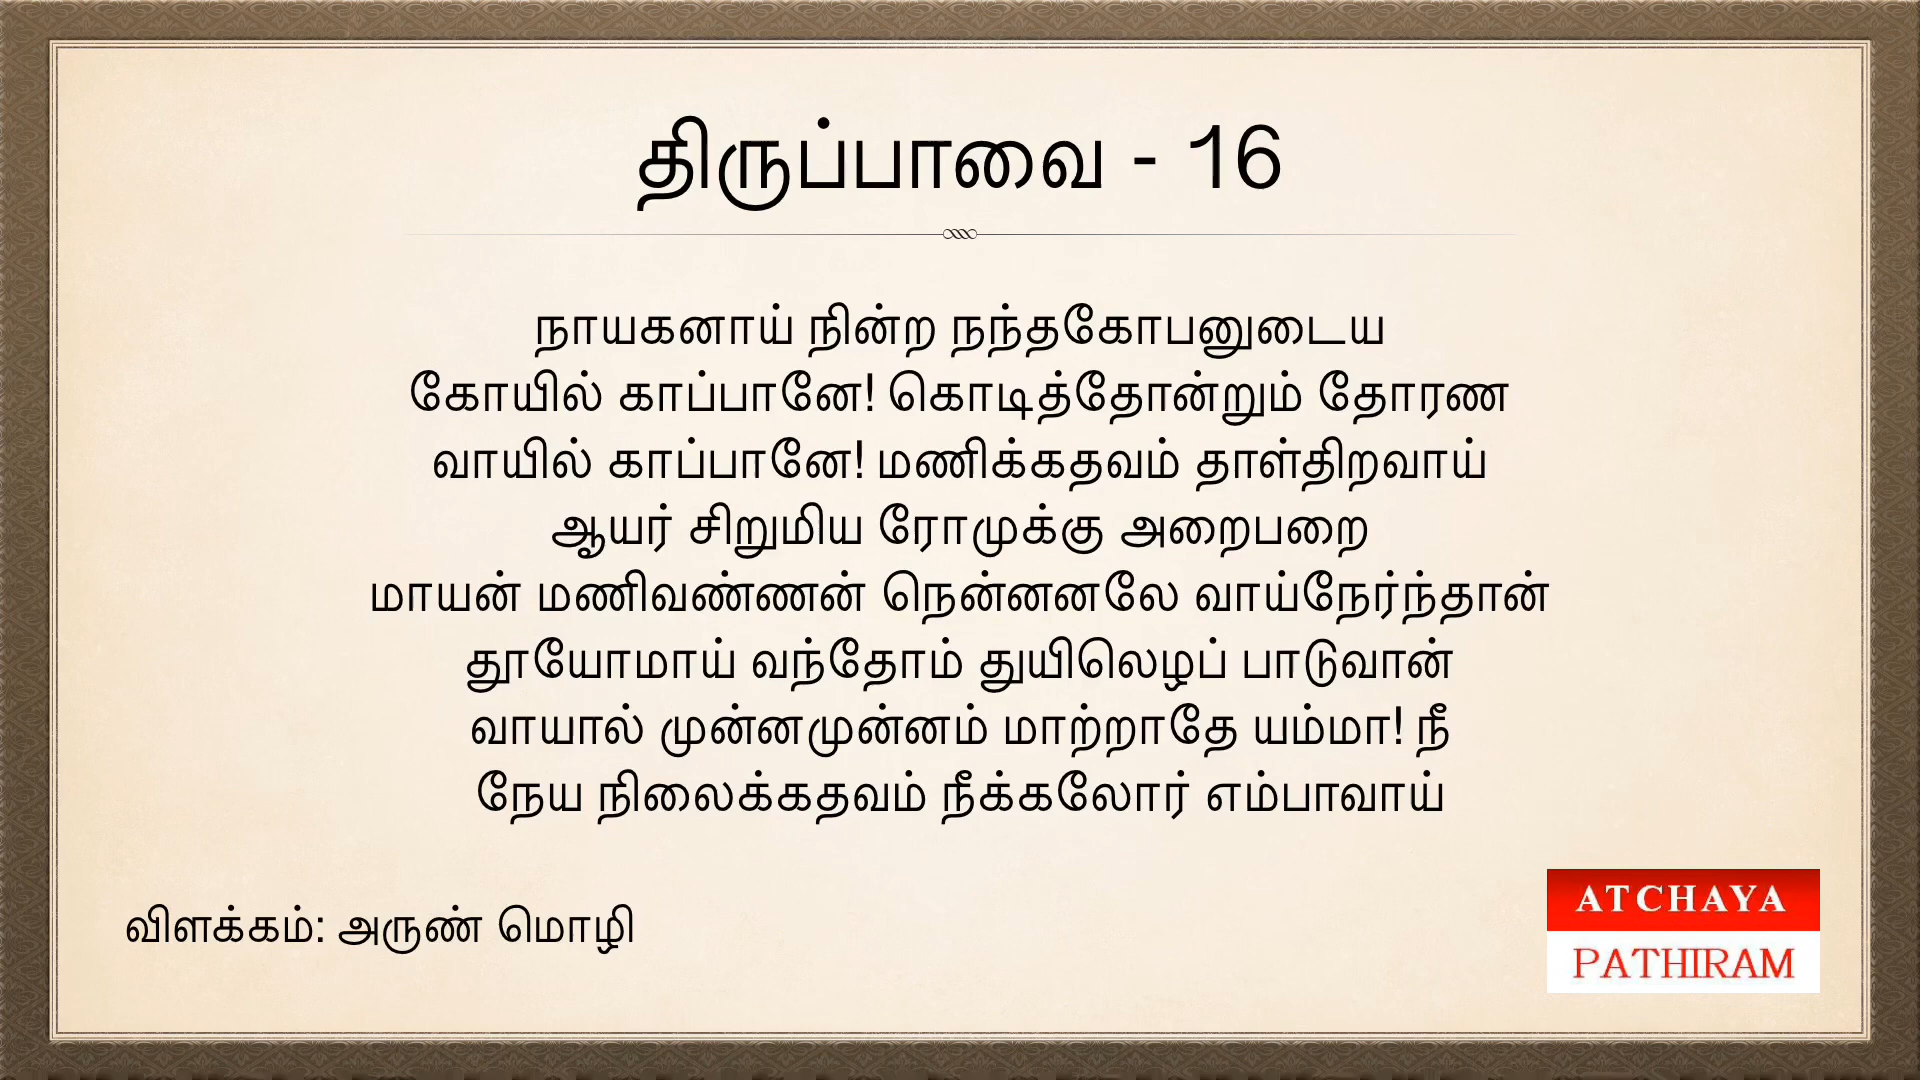 திருப்பாவை - 16
நாயகனாய் நின்ற நந்தகோபனுடைய
கோயில் காப்பானே! கொடித்தோன்றும் தோரண
வாயில் காப்பானே! மணிக்கதவம் தாள்திறவாய்
ஆயர் சிறுமிய ரோமுக்கு அறைபறை
மாயன் மணிவண்ணன் நென்னனலே வாய்நேர்ந்தான்
தூயோமாய் வந்தோம் துயிலெழப் பாடுவான்
வாயால் முன்னமுன்னம் மாற்றாதே யம்மா! நீ
நேய நிலைக்கதவம் நீக்கலோர் எம்பாவாய்
விளக்கம்: அருண் மொழி
ATCHAYA
PATHIRAM